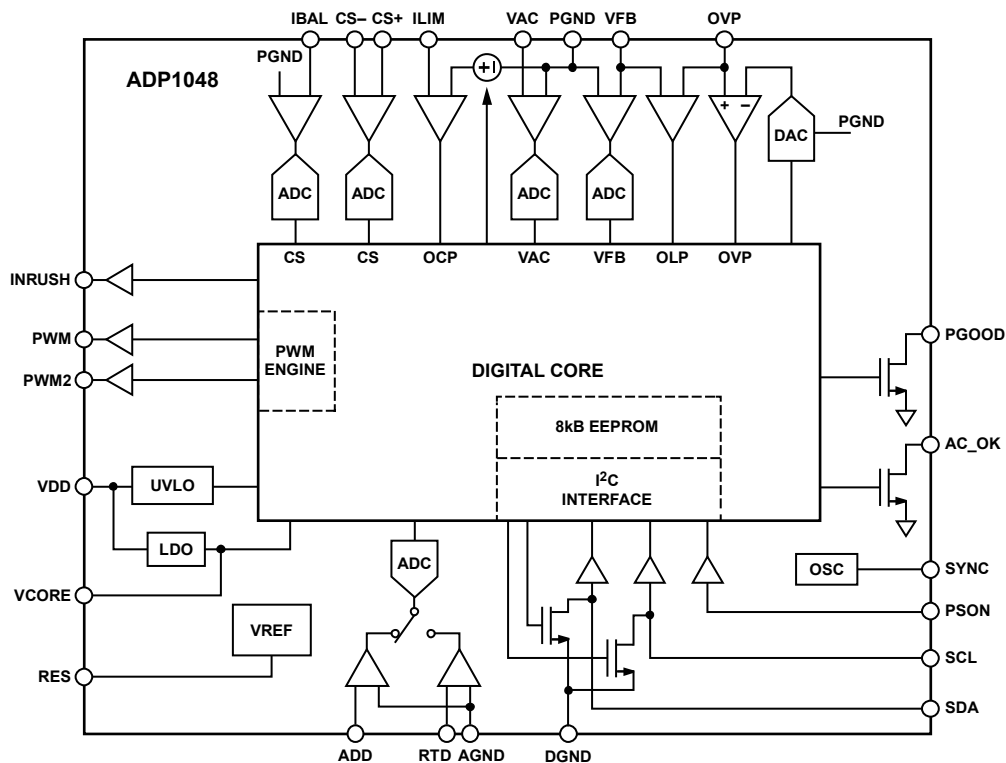 IBAL CS– CS+ ILIM VAC PGND VFB OVP
PGND
ADP1048
+ –
+ –
DAC
PGND
ADC
ADC
ADC
ADC
CS
CS
OCP
VAC
VFB
OLP
OVP
INRUSH
PWM
PWM2
PWM
ENGINE
DIGITAL CORE
8kB EEPROM
I²C
INTERFACE
PGOOD
AC_OK
VDD
UVLO
LDO
VCORE
ADC
OSC
SYNC
PSON
VREF
RES
SCL
SDA
ADD
RTD
AGND
DGND